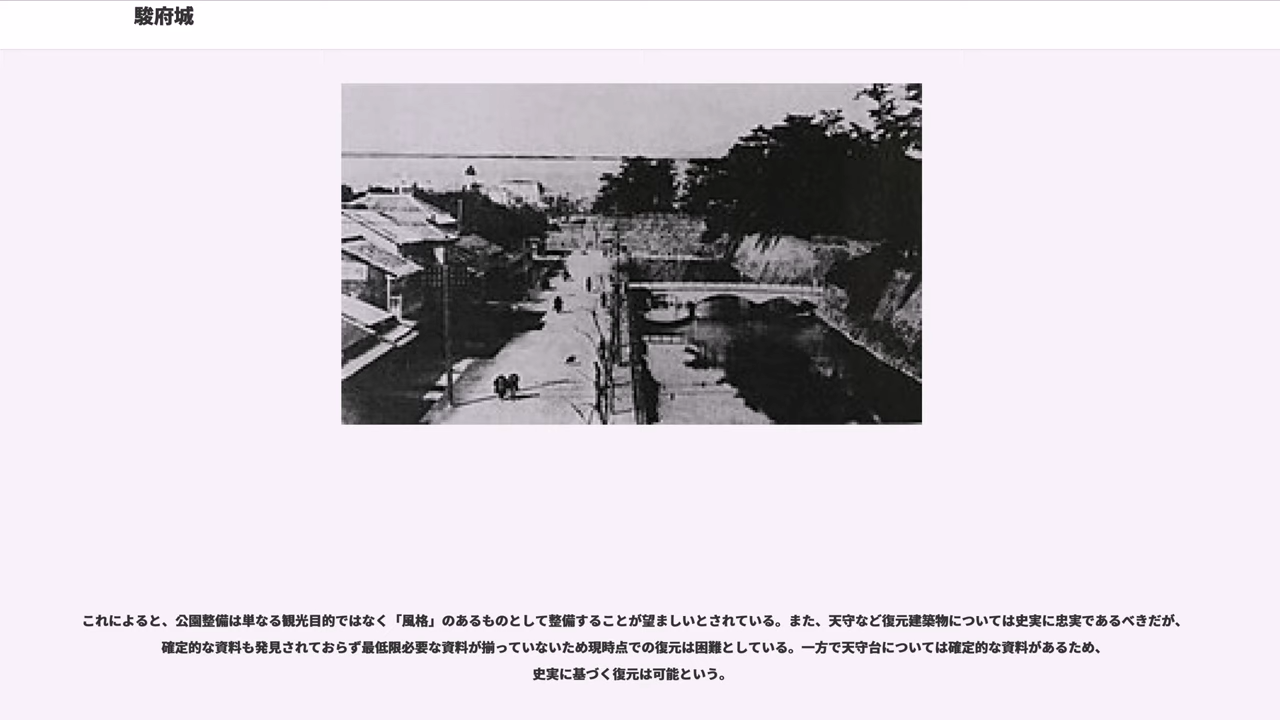 駿府城
これによると、公園整備は単なる観光目的ではなく「風格」のあるものとして整備することが望ましいとされている。また、天守など復元建築物については史実に忠実であるべきだが、
確定的な資料も発見されておらず最低限必要な資料が揃っていないため現時点での復元は困難としている。一方で天守台については確定的な資料があるため、
史実に基づく復元は可能という。